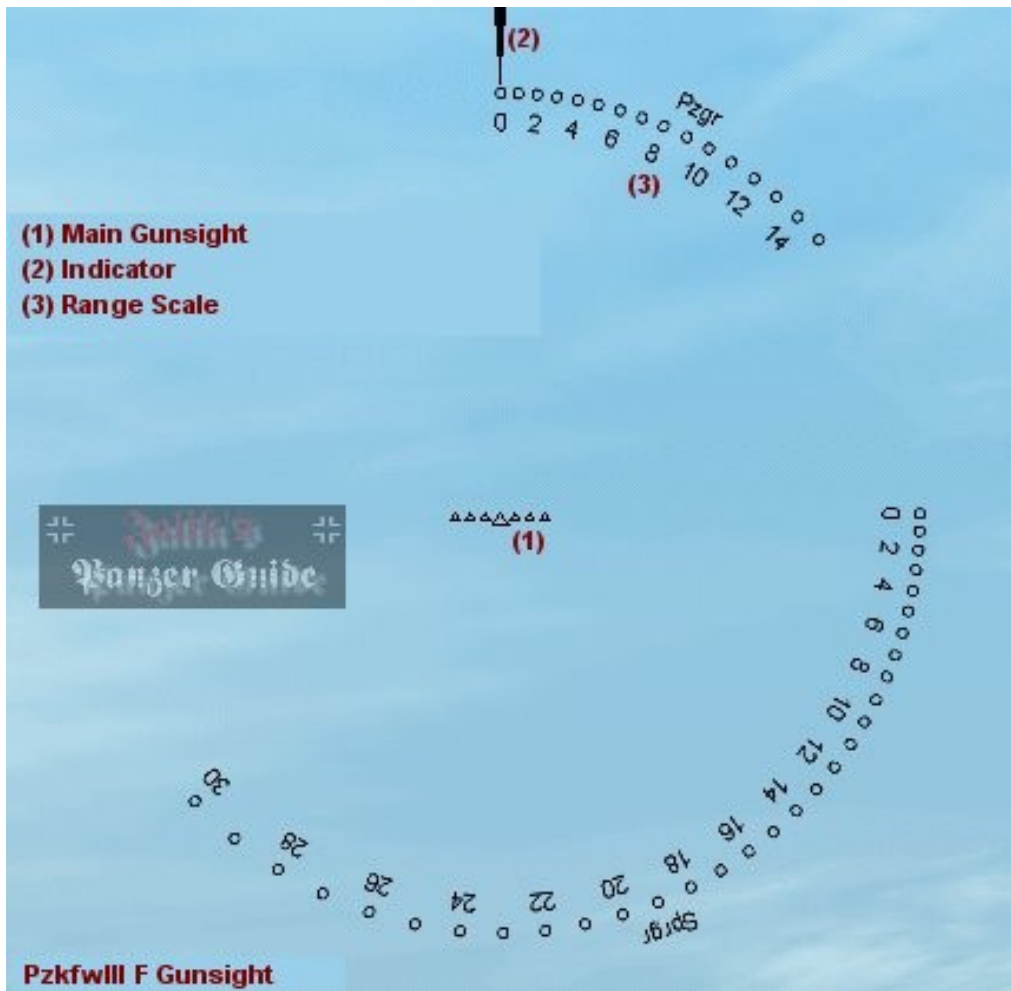 (2)
Pzgr
0 2 4 6 8 10 12 14
(3)
(1) Main Gunsight
(2) Indicator
(3) Range Scale
Jalik's
Panzer Guide
(1)
0 2 4 6 8 10 12 14 16 18 20 22 24 26 28 30
Sprgr
PzkfwIII F Gunsight